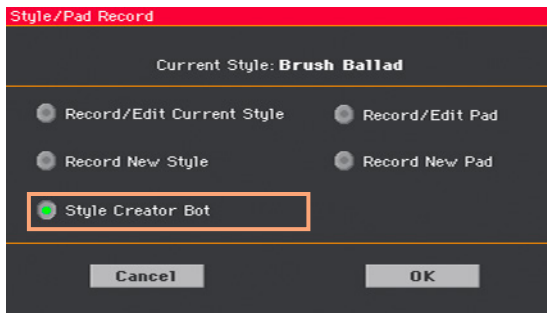 Style/Pad Record
Current Style: Brush Ballad
Record/Edit Current Style
Record/Edit Pad
Record New Style
Record New Pad
Style Creator Bot
Cancel
OK